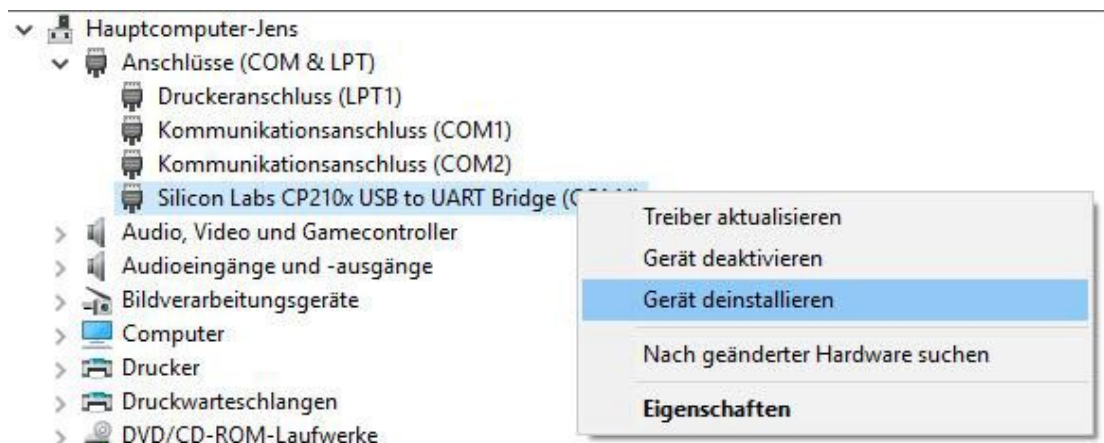 Hauptcomputer-Jens
Anschlüsse (COM & LPT)
Druckeranschluss (LPT1)
Kommunikationsanschluss (COM1)
Kommunikationsanschluss (COM2)
Silicon Labs CP210x USB to UART Bridge
Audio, Video und Gamecontroller
Audioeingänge und -ausgänge
Bildverarbeitungsgeräte
Computer
Drucker
Druckwarteschlangen
DVD/CD-ROM-Laufwerke
Treiber aktualisieren
Gerät deaktivieren
Gerät deinstallieren
Nach geänderter Hardware suchen
Eigenschaften